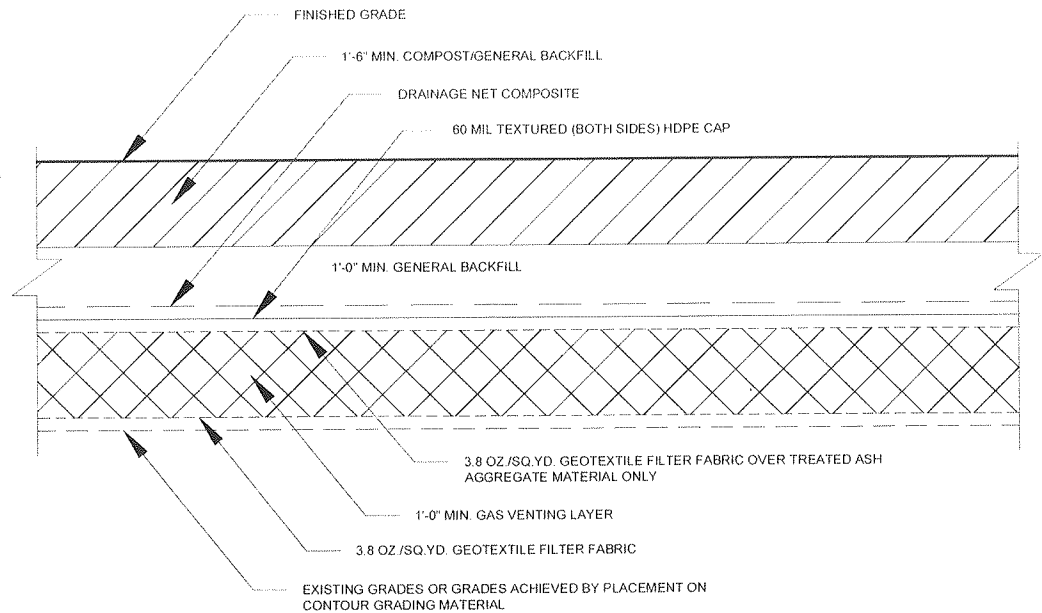 FINISHED GRADE
1'-6" MIN. COMPOST/GENERAL BACKFILL
DRAINAGE NET COMPOSITE
60 MIL TEXTURED (BOTH SIDES) HDPE CAP
1'-0" MIN. GENERAL BACKFILL
3.8 OZ./SQ.YD. GEOTEXTILE FILTER FABRIC OVER TREATED ASH
AGGREGATE MATERIAL ONLY
1'-0" MIN. GAS VENTING LAYER
3.8 OZ./SQ.YD. GEOTEXTILE FILTER FABRIC
EXISTING GRADES OR GRADES ACHIEVED BY PLACEMENT ON
CONTOUR GRADING MATERIAL